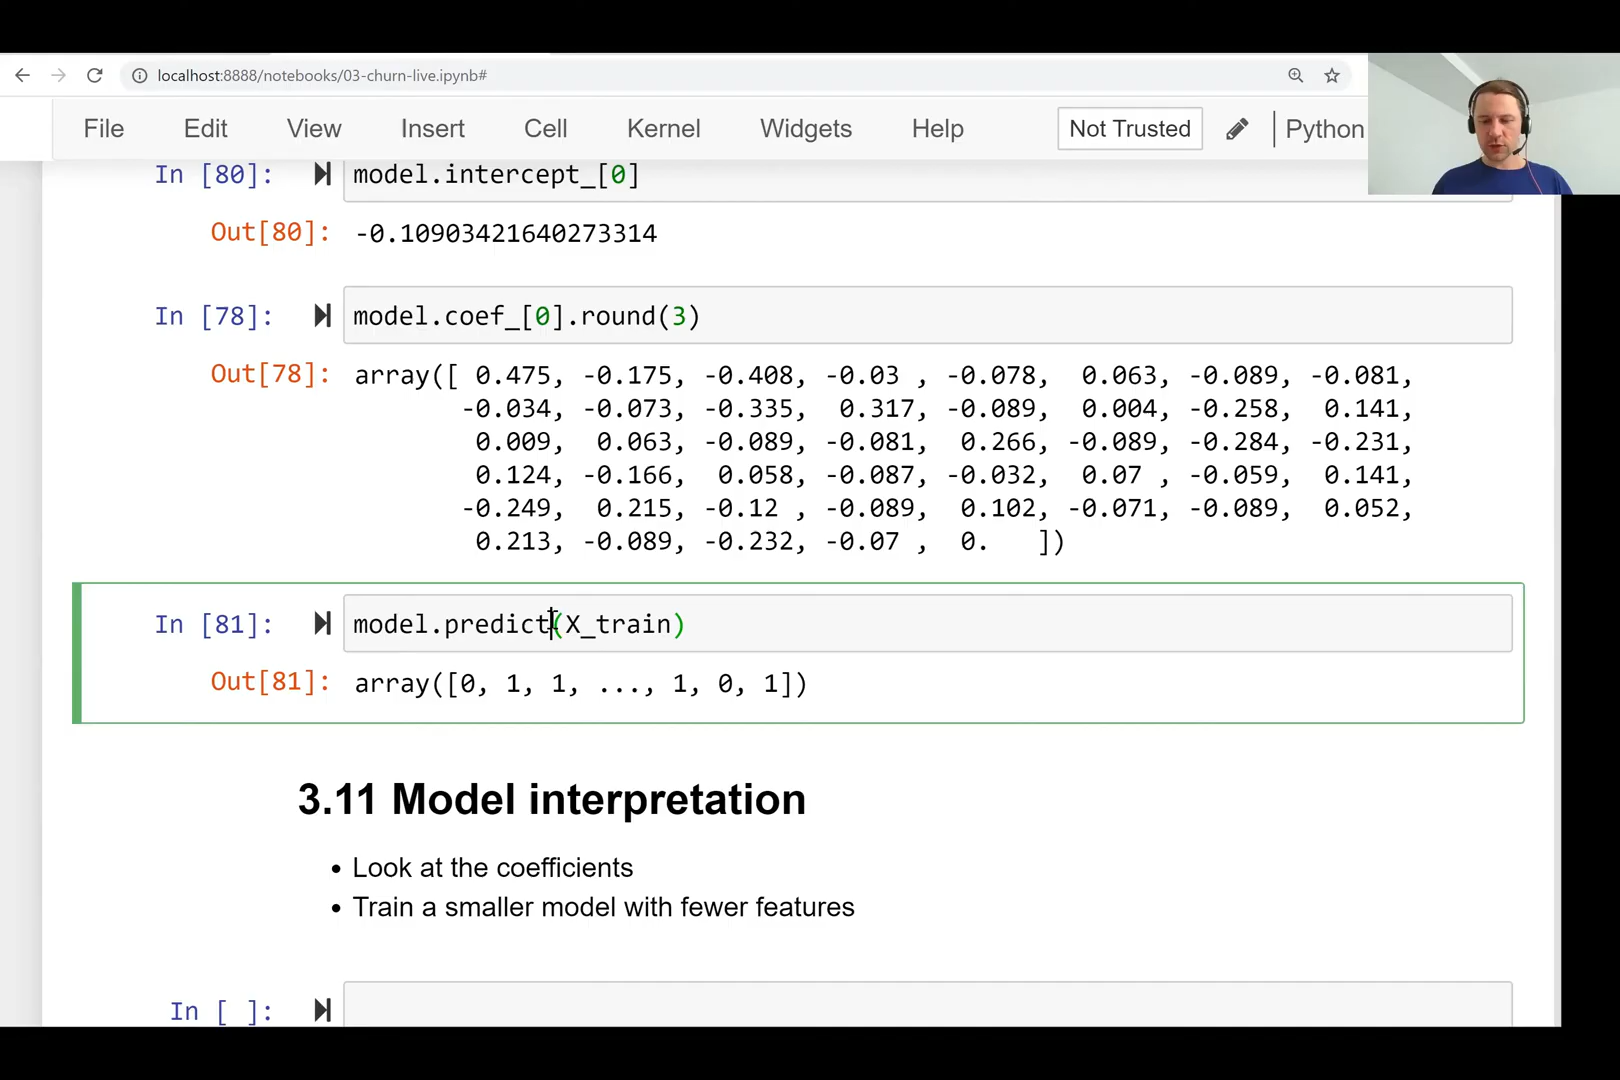 localhost:8888/notebooks/03-churn-live.ipynb#
File Edit View Insert Cell Kernel Widgets Help Not Trusted Python
In [80]: model.intercept_[0]
Out[80]: -0.10903421640273314
In [78]: model.coef_[0].round(3)
Out[78]: array([ 0.475, -0.175, -0.408, -0.03 , -0.078,  0.063, -0.089, -0.081,
-0.034, -0.073, -0.335,  0.317, -0.089,  0.004, -0.258,  0.141,
0.009,  0.063, -0.089, -0.081,  0.266, -0.089, -0.284, -0.231,
0.124, -0.166,  0.058, -0.087, -0.032,  0.07 , -0.059,  0.141,
-0.249,  0.215, -0.12 , -0.089,  0.102, -0.071, -0.089,  0.052,
0.213, -0.089, -0.232, -0.07 ,  0.   ])
In [81]: model.predict(X_train)
Out[81]: array([0, 1, 1, ..., 1, 0, 1])
3.11 Model interpretation
• Look at the coefficients
• Train a smaller model with fewer features
In [ ]: